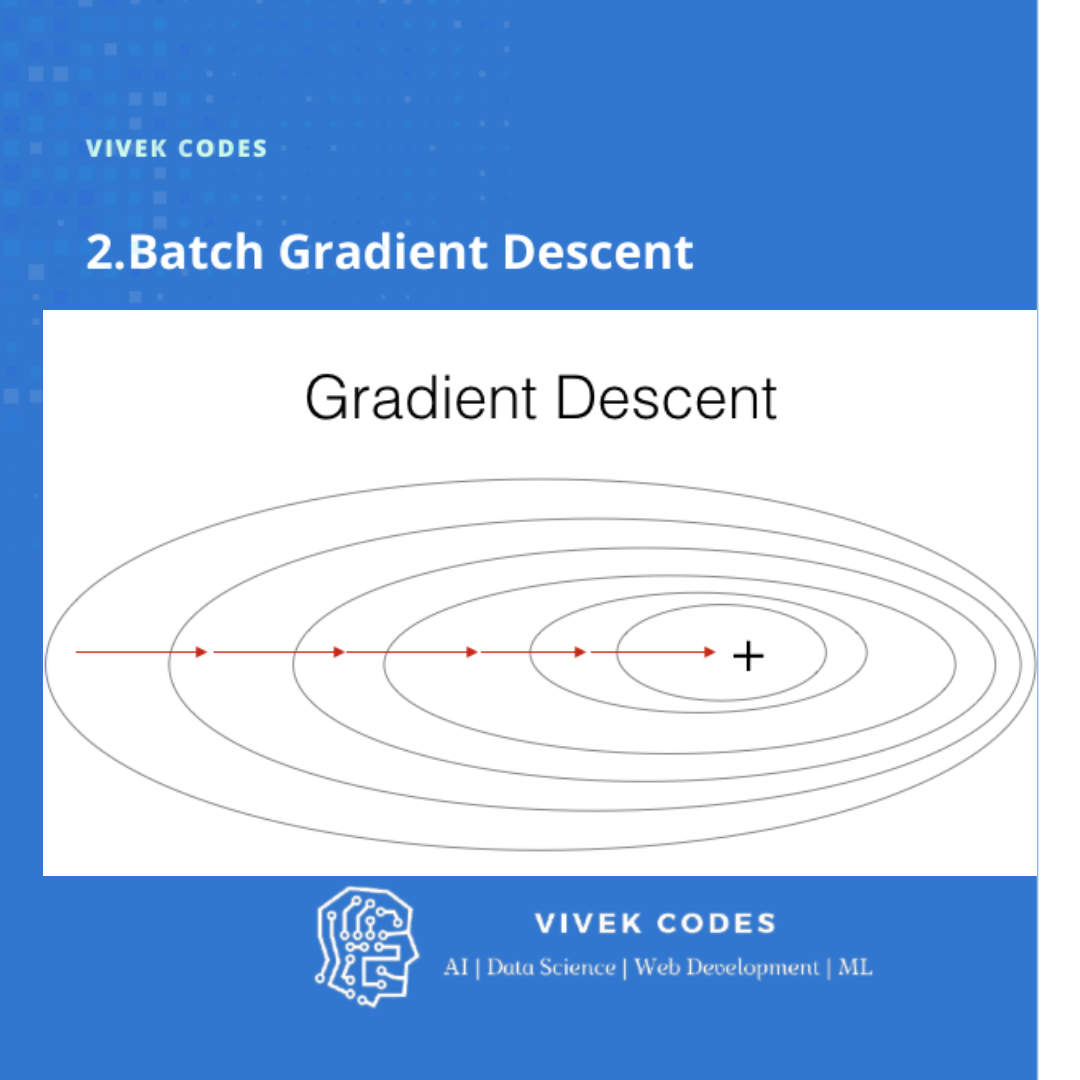 VIVEK CODES
2.Batch Gradient Descent
Gradient Descent
+
VIVEK CODES
AI | Data Science | Web Development | ML